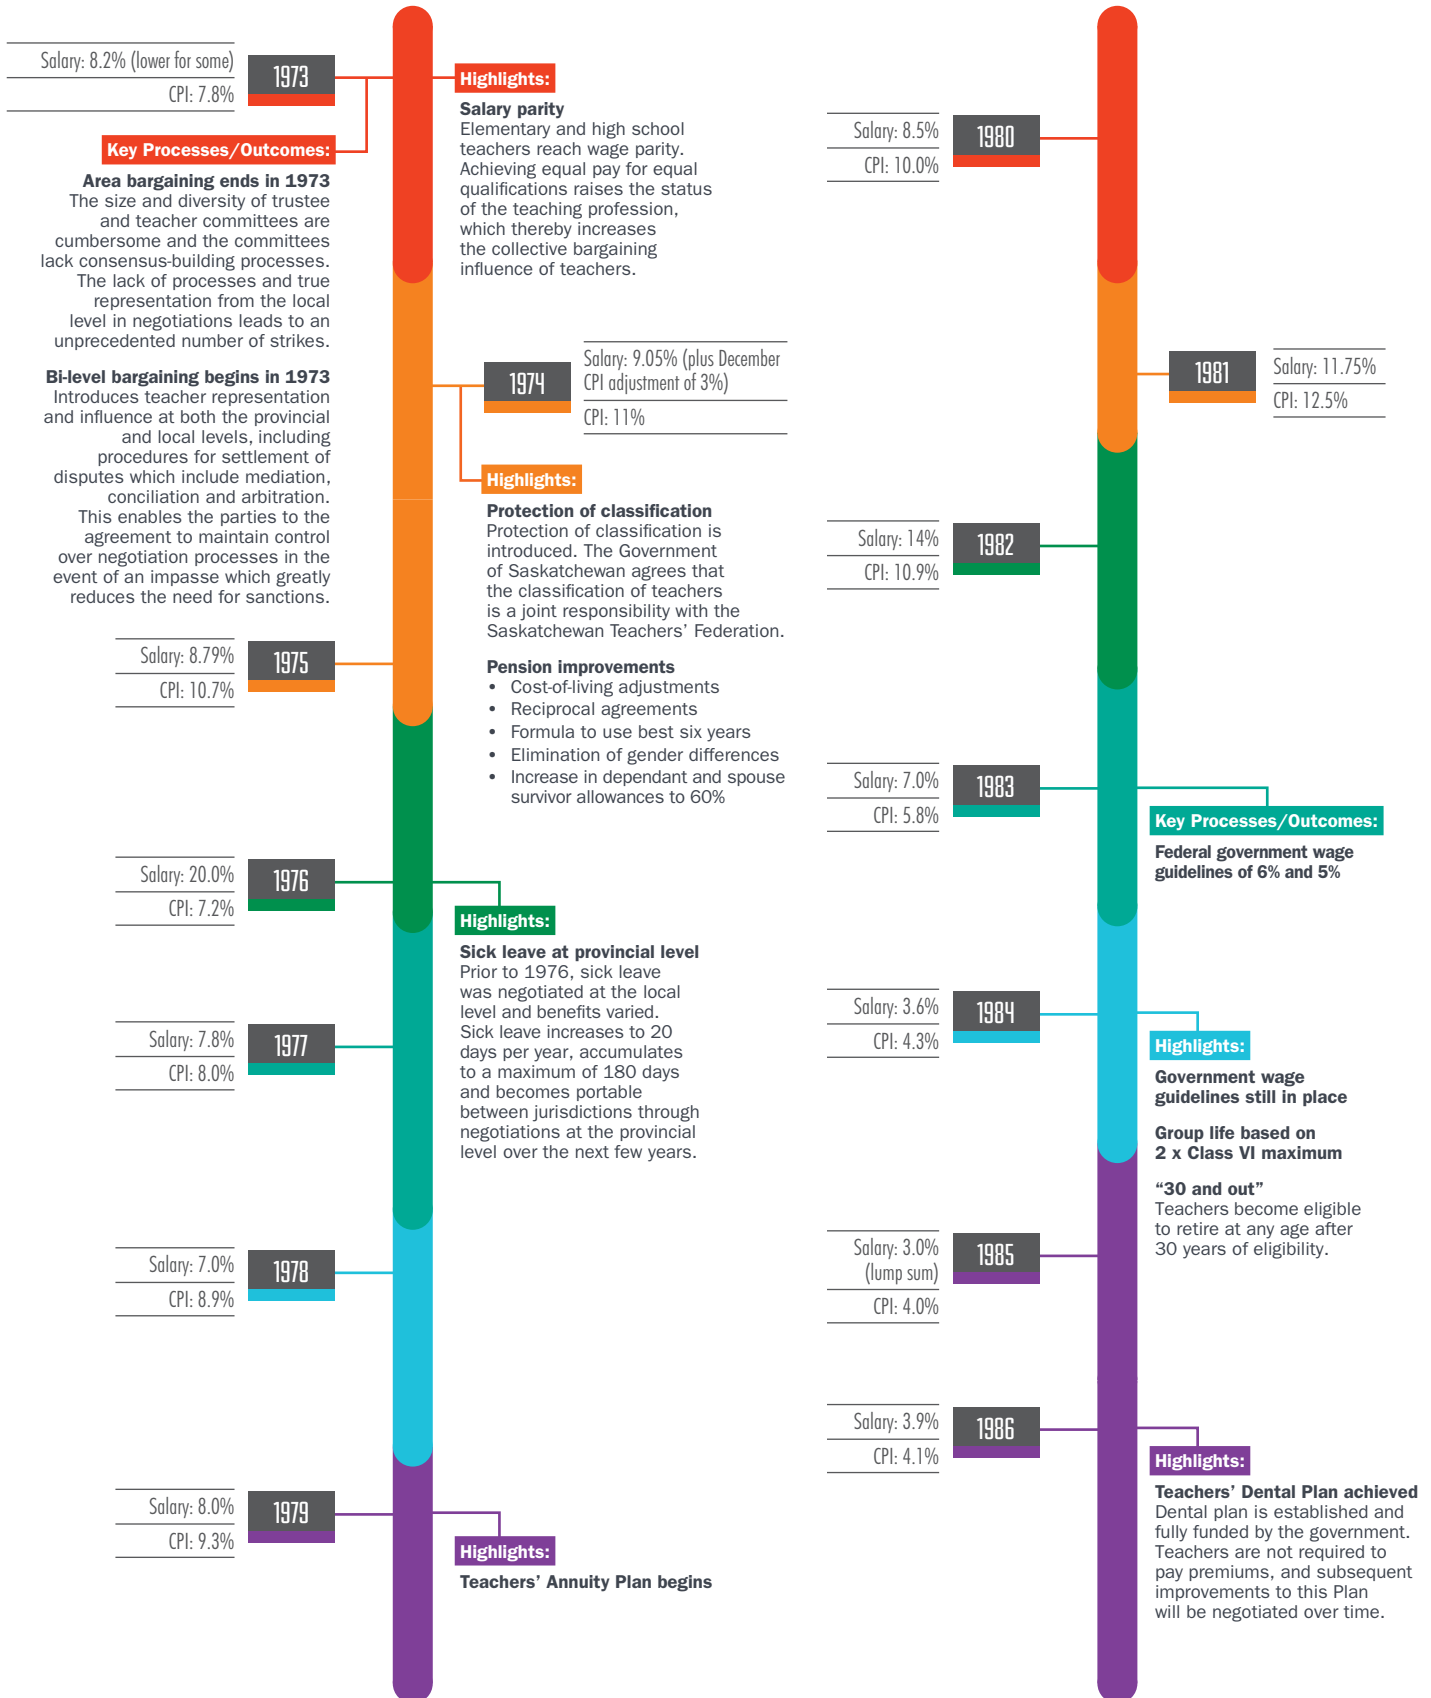 Salary: 8.2% (lower for some)
CPI: 7.8%
1973
Key Processes/Outcomes:
Area bargaining ends in 1973
The size and diversity of trustee
and teacher committees are
cumbersome and the committees
lack consensus-building processes.
The lack of processes and true
representation from the local
level in negotiations leads to an
unprecedented number of strikes.
Bi-level bargaining begins in 1973
Introduces teacher representation
and influence at both the provincial
and local levels, including
procedures for settlement of
disputes which include mediation,
conciliation and arbitration.
This enables the parties to the
agreement to maintain control
over negotiation processes in the
event of an impasse which greatly
reduces the need for sanctions.
Highlights:
Salary parity
Elementary and high school
teachers reach wage parity.
Achieving equal pay for equal
qualifications raises the status
of the teaching profession,
which thereby increases
the collective bargaining
influence of teachers.
1974
Salary: 9.05% (plus December
CPI adjustment of 3%)
CPI: 11%
Highlights:
Protection of classification
Protection of classification is
introduced. The Government
of Saskatchewan agrees that
the classification of teachers
is a joint responsibility with the
Saskatchewan Teachers' Federation.
Pension improvements
• Cost-of-living adjustments
• Reciprocal agreements
• Formula to use best six years
• Elimination of gender differences
• Increase in dependant and spouse
survivor allowances to 60%
Salary: 8.79%
CPI: 10.7%
1975
Salary: 20.0%
CPI: 7.2%
1976
Highlights:
Sick leave at provincial level
Prior to 1976, sick leave
was negotiated at the local
level and benefits varied.
Sick leave increases to 20
days per year, accumulates
to a maximum of 180 days
and becomes portable
between jurisdictions through
negotiations at the provincial
level over the next few years.
Salary: 7.8%
CPI: 8.0%
1977
Salary: 7.0%
CPI: 8.9%
1978
Salary: 8.0%
CPI: 9.3%
1979
Highlights:
Teachers' Annuity Plan begins
Salary: 8.5%
CPI: 10.0%
1980
1981
Salary: 11.75%
CPI: 12.5%
Salary: 14%
CPI: 10.9%
1982
Salary: 7.0%
CPI: 5.8%
1983
Key Processes/Outcomes:
Federal government wage
guidelines of 6% and 5%
Salary: 3.6%
CPI: 4.3%
1984
Highlights:
Government wage
guidelines still in place
Group life based on
2 x Class VI maximum
“30 and out”
Teachers become eligible
to retire at any age after
30 years of eligibility.
Salary: 3.0%
(lump sum)
CPI: 4.0%
1985
Salary: 3.9%
CPI: 4.1%
1986
Highlights:
Teachers' Dental Plan achieved
Dental plan is established and
fully funded by the government.
Teachers are not required to
pay premiums, and subsequent
improvements to this Plan
will be negotiated over time.